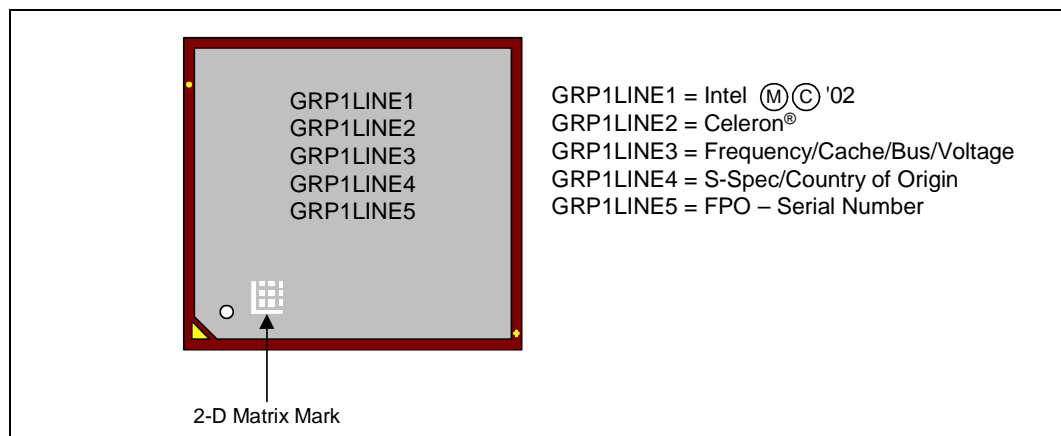 GRP1LINE1
GRP1LINE2
GRP1LINE3
GRP1LINE4
GRP1LINE5
GRP1LINE1 = Intel Ⓜ Ⓒ '02
GRP1LINE2 = Celeron®
GRP1LINE3 = Frequency/Cache/Bus/Voltage
GRP1LINE4 = S-Spec/Country of Origin
GRP1LINE5 = FPO – Serial Number
2-D Matrix Mark